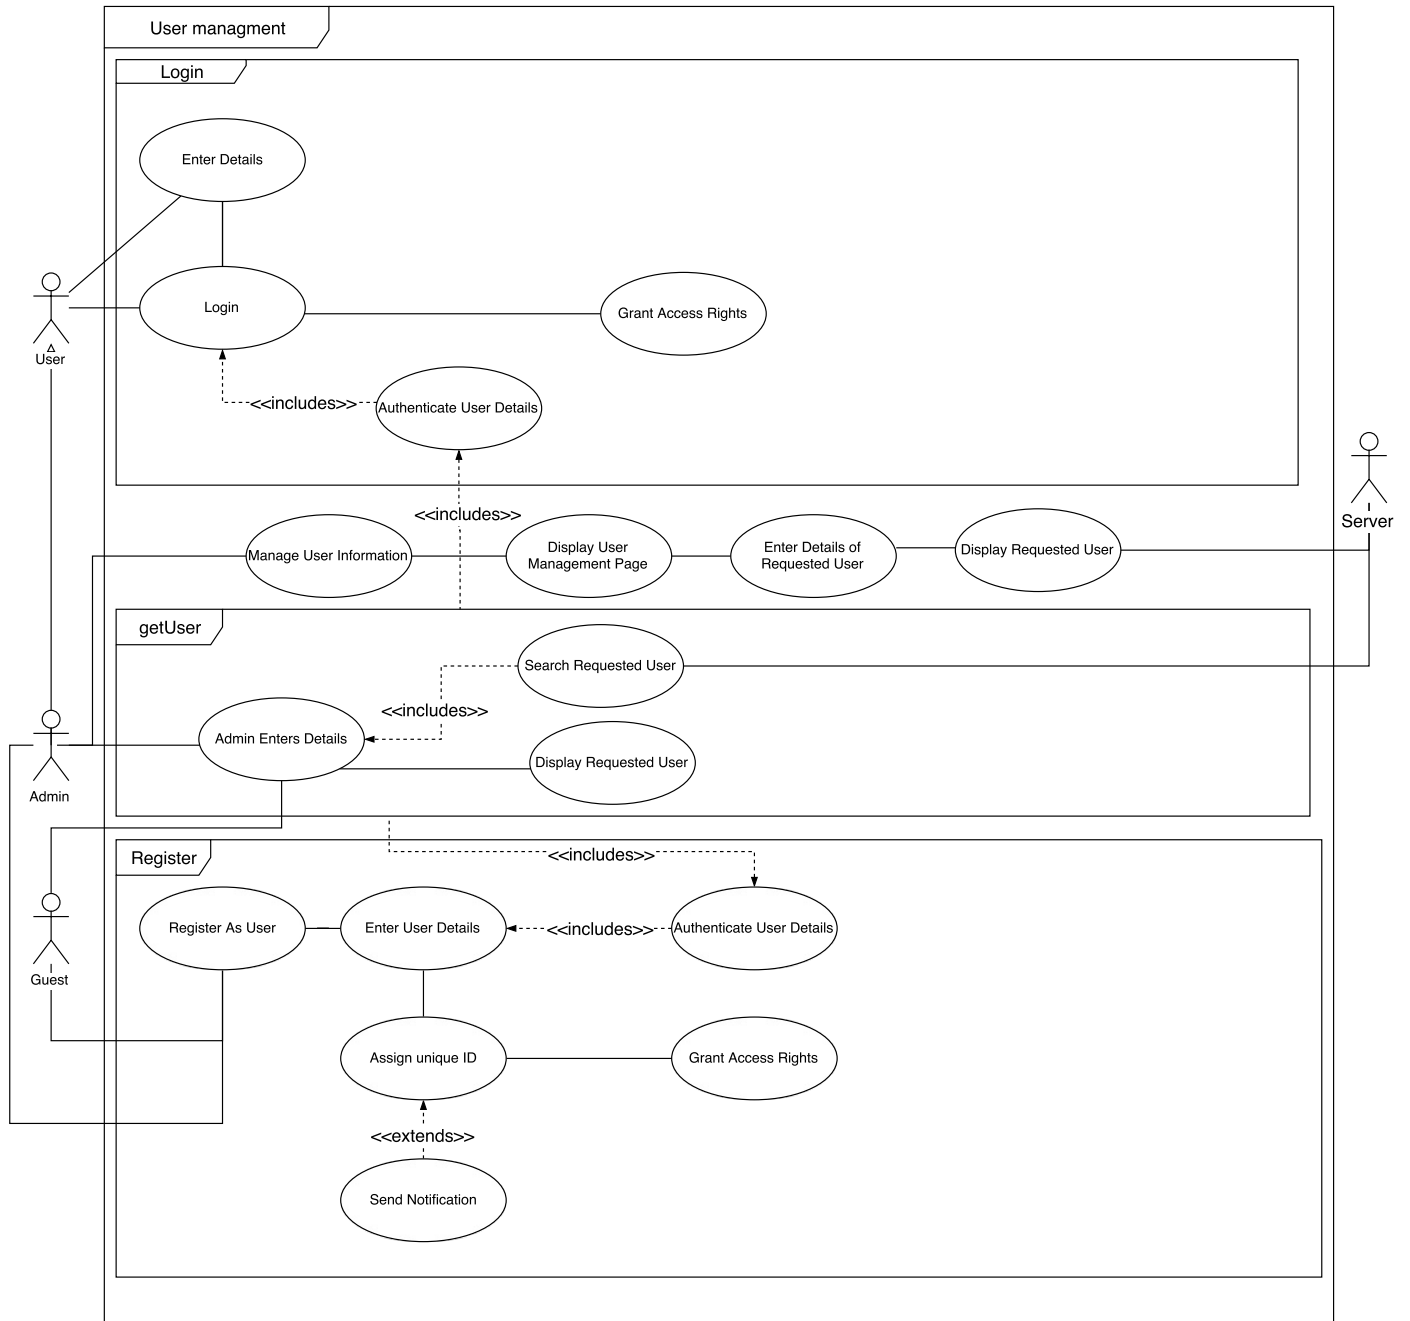 User managment
Login
Enter Details
Login
Grant Access Rights
User
<<includes>>
Authenticate User Details
<<includes>>
Server
Manage User Information
Display User
Management Page
Enter Details of
Requested User
Display Requested User
getUser
Search Requested User
<<includes>>
Admin Enters Details
Display Requested User
Admin
<<includes>>
Register
Register As User
Enter User Details
<<includes>>
Authenticate User Details
Guest
Assign unique ID
Grant Access Rights
<<extends>>
Send Notification